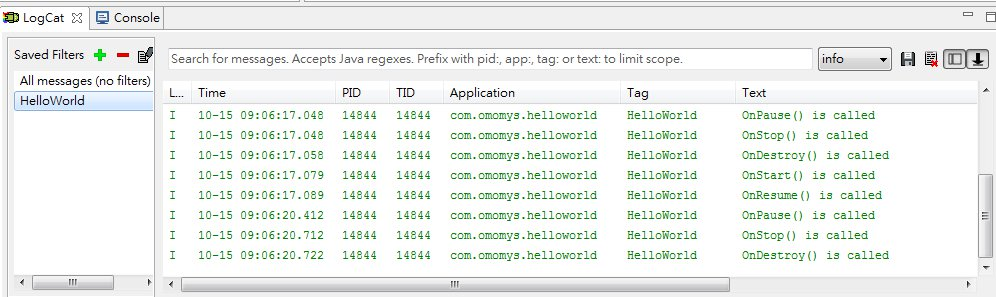 LogCat Console
Saved Filters
All messages (no filters)
HelloWorld
Search for messages. Accepts Java regexes. Prefix with pid:, app:, tag: or text: to limit scope. info
L... Time PID TID Application Tag Text
I 10-15 09:06:17.048 14844 14844 com.omomys.helloworld HelloWorld OnPause() is called
I 10-15 09:06:17.048 14844 14844 com.omomys.helloworld HelloWorld OnStop() is called
I 10-15 09:06:17.058 14844 14844 com.omomys.helloworld HelloWorld OnDestroy() is called
I 10-15 09:06:17.079 14844 14844 com.omomys.helloworld HelloWorld OnStart() is called
I 10-15 09:06:17.089 14844 14844 com.omomys.helloworld HelloWorld OnResume() is called
I 10-15 09:06:20.412 14844 14844 com.omomys.helloworld HelloWorld OnPause() is called
I 10-15 09:06:20.712 14844 14844 com.omomys.helloworld HelloWorld OnStop() is called
I 10-15 09:06:20.722 14844 14844 com.omomys.helloworld HelloWorld OnDestroy() is called